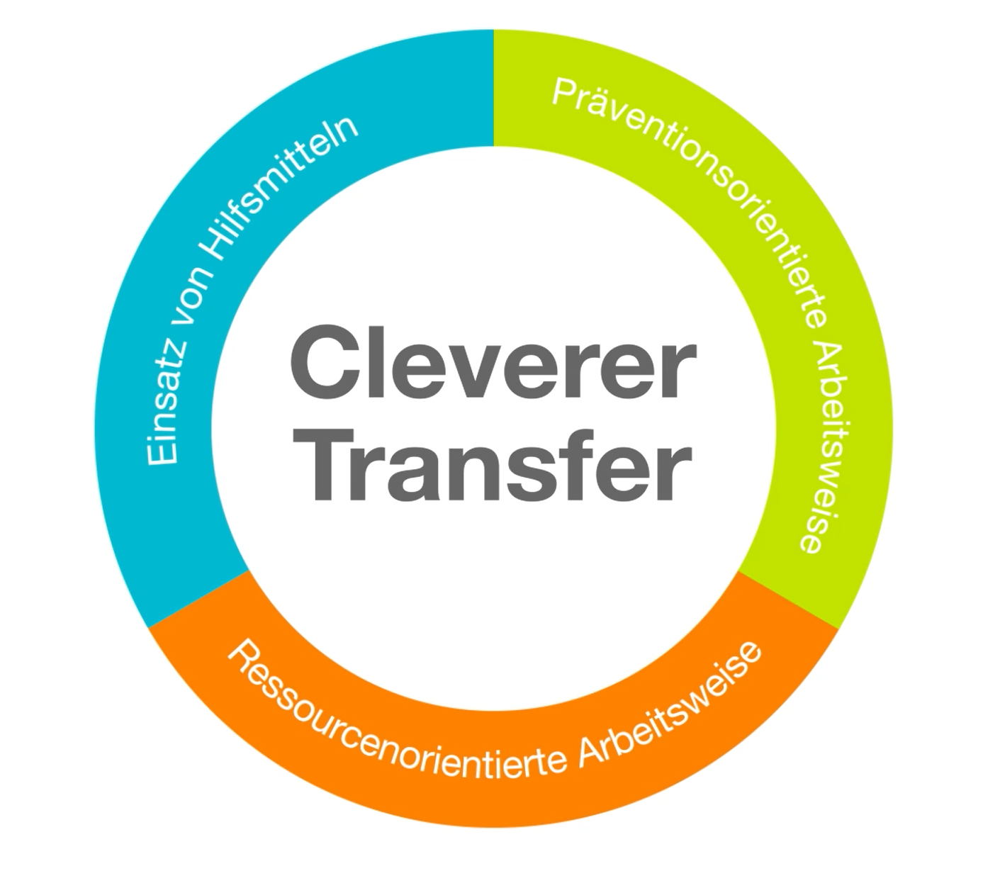 Einsatz von Hilfsmitteln
Präventionsorientierte Arbeitsweise
Cleverer
Transfer
Ressourcenorientierte Arbeitsweise